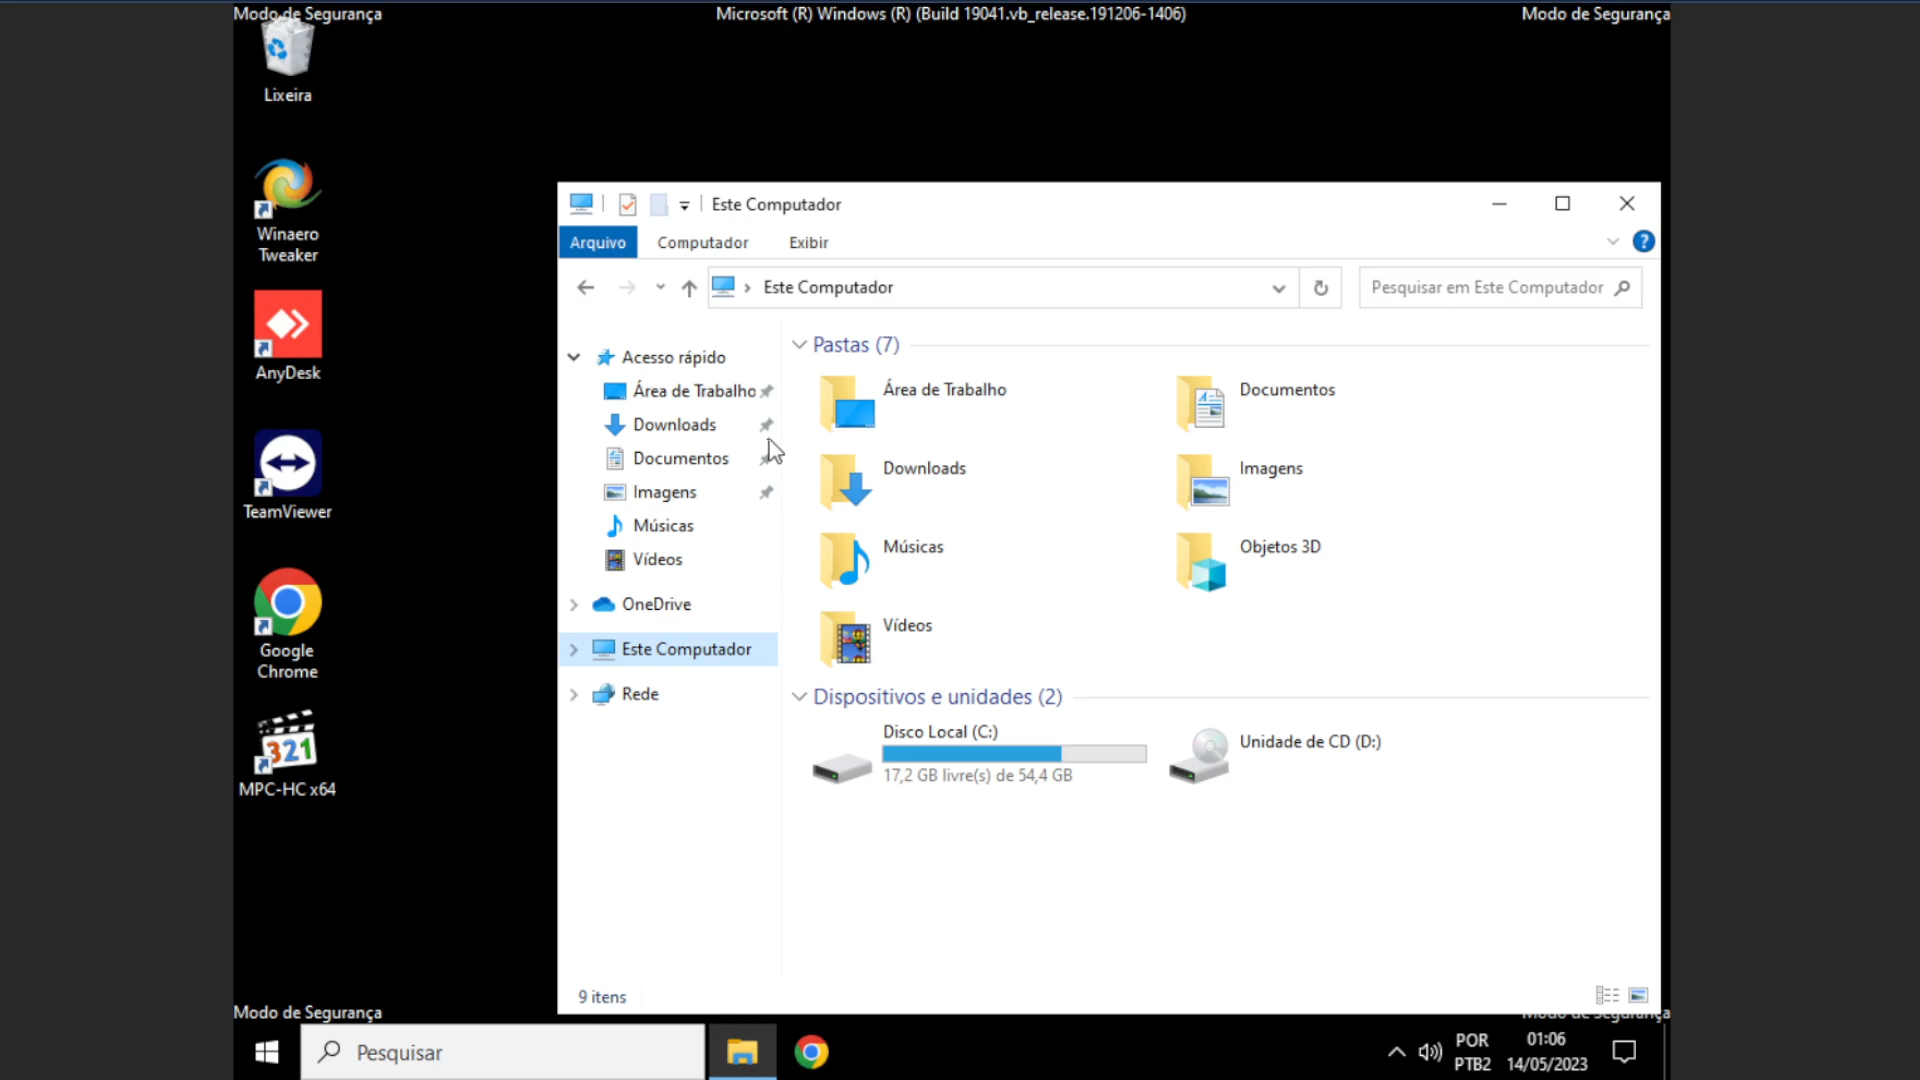 Modo de Segurança
Microsoft (R) Windows (R) (Build 19041.vb_release.191206-1406)
Modo de Segurança
Lixeira
Winaero
Tweaker
AnyDesk
TeamViewer
Google
Chrome
321
MPC-HC x64
Este Computador
Arquivo
Computador
Exibir
?
Este Computador
Pesquisar em Este Computador
Acesso rápido
Área de Trabalho
Downloads
Documentos
Imagens
Músicas
Vídeos
OneDrive
Este Computador
Rede
Pastas (7)
Área de Trabalho
Documentos
Downloads
Imagens
Músicas
Objetos 3D
Vídeos
Dispositivos e unidades (2)
Disco Local (C:)
17,2 GB livre(s) de 54,4 GB
Unidade de CD (D:)
9 itens
Modo de Segurança
Modo de Segurança
Pesquisar
POR
PTB2
01:06
14/05/2023